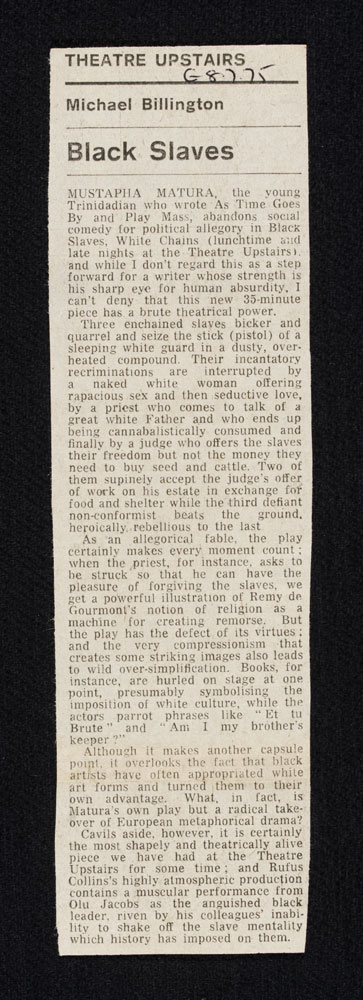 THEATRE UPSTAIRS
G 8.7.75
Michael Billington
Black Slaves
MUSTAPHA MATURA, the young
Trinidadian who wrote As Time Goes
By and Play Mass, abandons social
comedy for political allegory in Black
Slaves, White Chains (lunchtime and
late nights at the Theatre Upstairs),
and while I don't regard this as a step
forward for a writer whose strength is
his sharp eye for human absurdity, I
can't deny that this new 35-minute
piece has a brute theatrical power.
Three enchained slaves bicker and
quarrel and seize the stick (pistol) of a
sleeping white guard in a dusty, over-
heated compound. Their incantatory
recriminations are interrupted by
a naked white woman offering
rapacious sex and then seductive love,
by a priest who comes to talk of a
great white Father and who ends up
being cannabalistically consumed and
finally by a judge who offers the slaves
their freedom but not the money they
need to buy seed and cattle. Two of
them supinely accept the judge's offer
of work on his estate in exchange for
food and shelter while the third defiant
non-conformist beats the ground,
heroically, rebellious to the last
As an allegorical fable, the play
certainly makes every moment count ;
when the priest, for instance, asks to
be struck so that he can have the
pleasure of forgiving the slaves, we
get a powerful illustration of Remy de
Gourmont's notion of religion as a
machine for creating remorse. But
the play has the defect of its virtues ;
and the very compressionism that
creates some striking images also leads
to wild over-simplification. Books, for
instance, are hurled on stage at one
point, presumably symbolising the
imposition of white culture, while the
actors parrot phrases like "Et tu
Brute" and "Am I my brother's
keeper ?"
Although it makes another capsule
point, it overlooks the fact that black
artists have often appropriated white
art forms and turned them to their
own advantage. What, in fact, is
Matura's own play but a radical take-
over of European metaphorical drama?
Cavils aside, however, it is certainly
the most shapely and theatrically alive
piece we have had at the Theatre
Upstairs for some time ; and Rufus
Collins's highly atmospheric production
contains a muscular performance from
Olu Jacobs as the anguished black
leader, riven by his colleagues' inabi-
lity to shake off the slave mentality
which history has imposed on them.